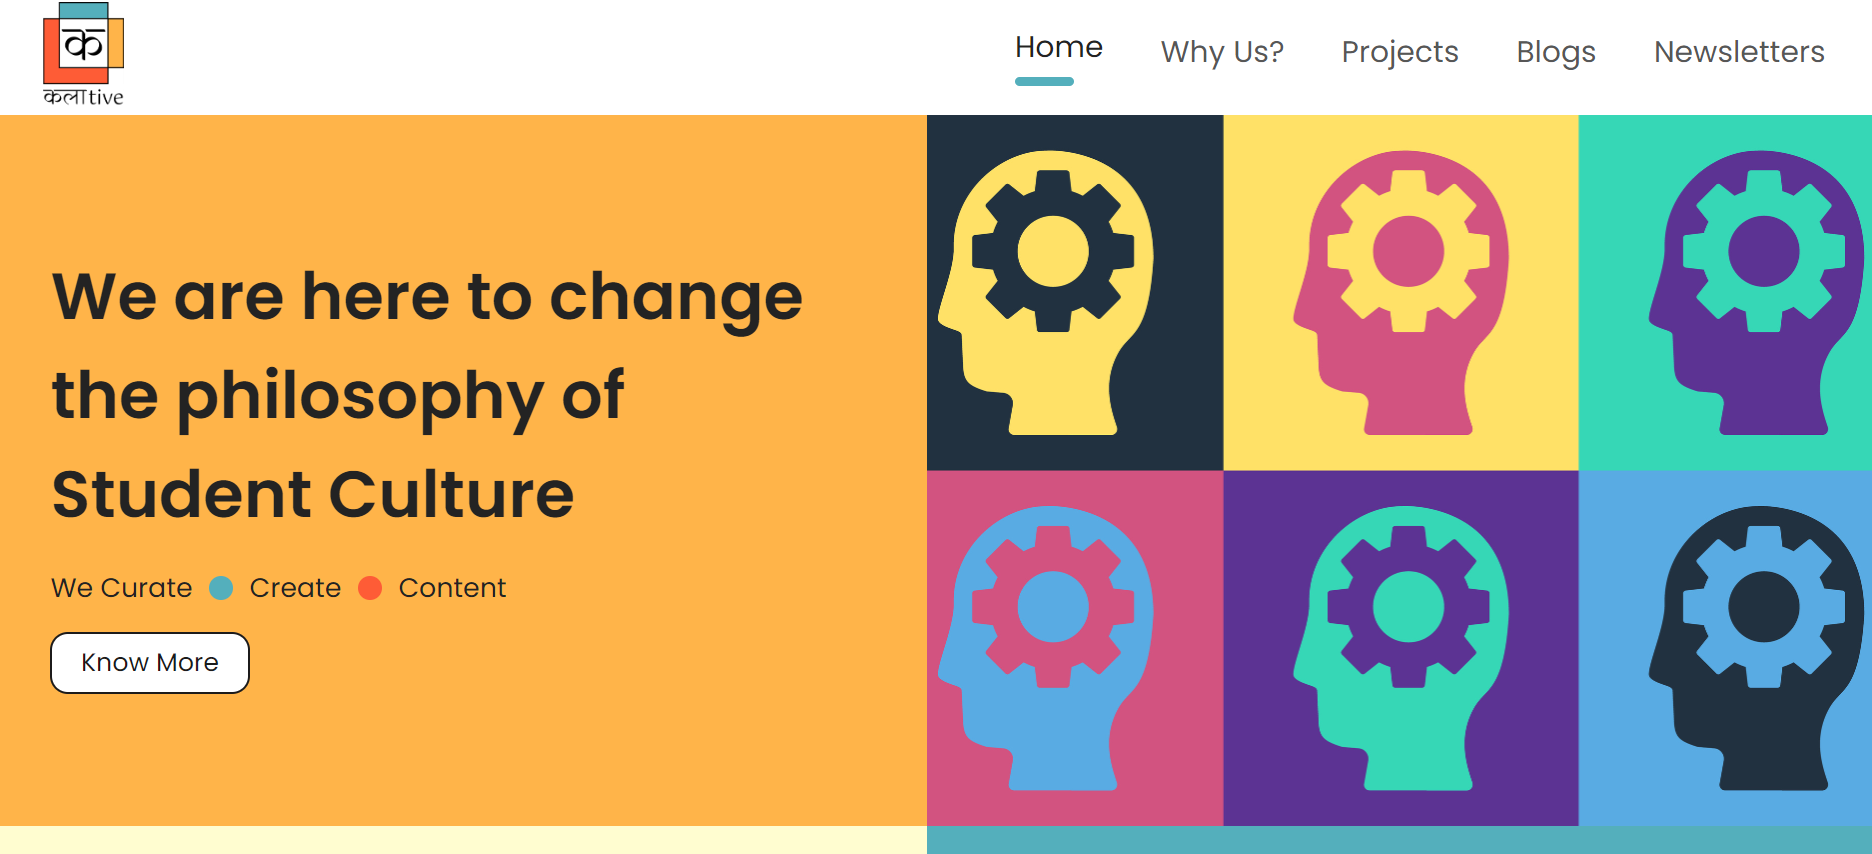 क
कलाtive
Home Why Us? Projects Blogs Newsletters
We are here to change
the philosophy of
Student Culture
We Curate Create Content
Know More